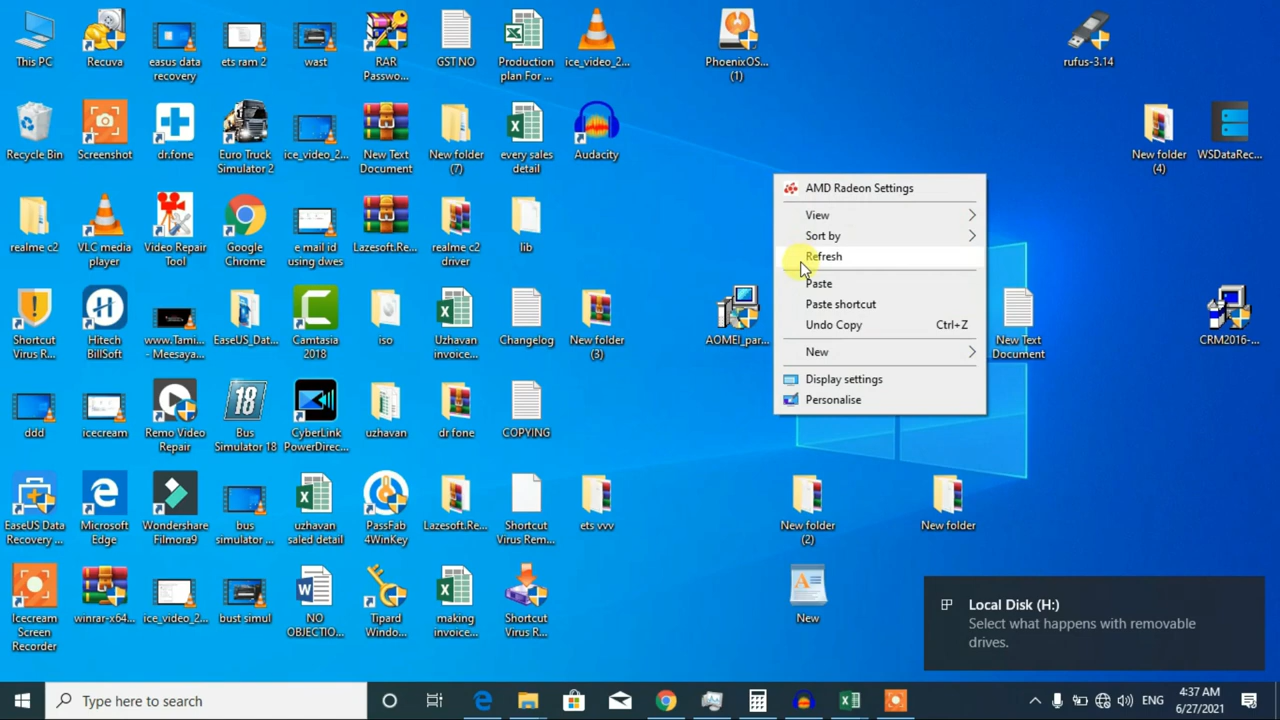 This PC
Recuva
easus data
recovery
ets ram 2
wast
RAR
Passwo...
GST NO
Production
plan For ...
ice_video_2...
PhoenixOS...
(1)
rufus-3.14
Recycle Bin
Screenshot
dr.fone
Euro Truck
Simulator 2
ice_video_2...
New Text
Document
New folder
(7)
every sales
detail
Audacity
New folder
(4)
WSDataRec...
realme c2
VLC media
player
Video Repair
Tool
Google
Chrome
e mail id
using dwes
Lazesoft.Re...
realme c2
driver
lib
AMD Radeon Settings
View
Sort by
Refresh
Paste
Paste shortcut
Undo Copy Ctrl+Z
New
Display settings
Personalise
Shortcut
Virus R...
Hitech
BillSoft
www.Tami...
- Meesaya...
EaseUS_Dat...
Camtasia
2018
iso
Uzhavan
invoice...
Changelog
New folder
(3)
AOMEI_par...
New Text
Document
CRM2016-...
ddd
icecream
Remo Video
Repair
18
Bus
Simulator 18
CyberLink
PowerDirec...
uzhavan
dr fone
COPYING
EaseUS Data
Recovery ...
Microsoft
Edge
Wondershare
Filmora9
bus
simulator ...
uzhavan
saled detail
PassFab
4WinKey
Lazesoft.Re...
Shortcut
Virus Rem...
ets vvv
New folder
(2)
New folder
Icecream
Screen
Recorder
winrar-x64...
ice_video_2...
bust simul
NO
OBJECTIO...
Tipard
Windo...
making
invoice...
Shortcut
Virus R...
New
Local Disk (H:)
Select what happens with removable
drives.
Type here to search
ENG
4:37 AM
6/27/2021